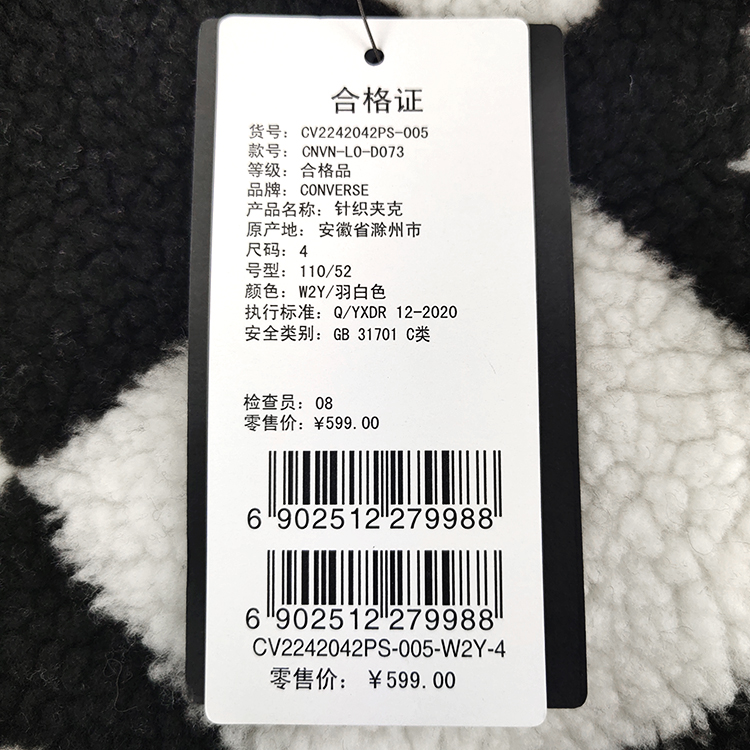 合格证
货号: CV2242042PS-005
款号: CNVN-LO-D073
等级: 合格品
品牌: CONVERSE
产品名称: 针织夹克
原产地: 安徽省滁州市
尺码: 4
号型: 110/52
颜色: W2Y/羽白色
执行标准: Q/YXDR 12-2020
安全类别: GB 31701 C类
检查员: 08
零售价: ¥599.00
6 902512 279988
6 902512 279988
CV2242042PS-005-W2Y-4
零售价: ¥599.00